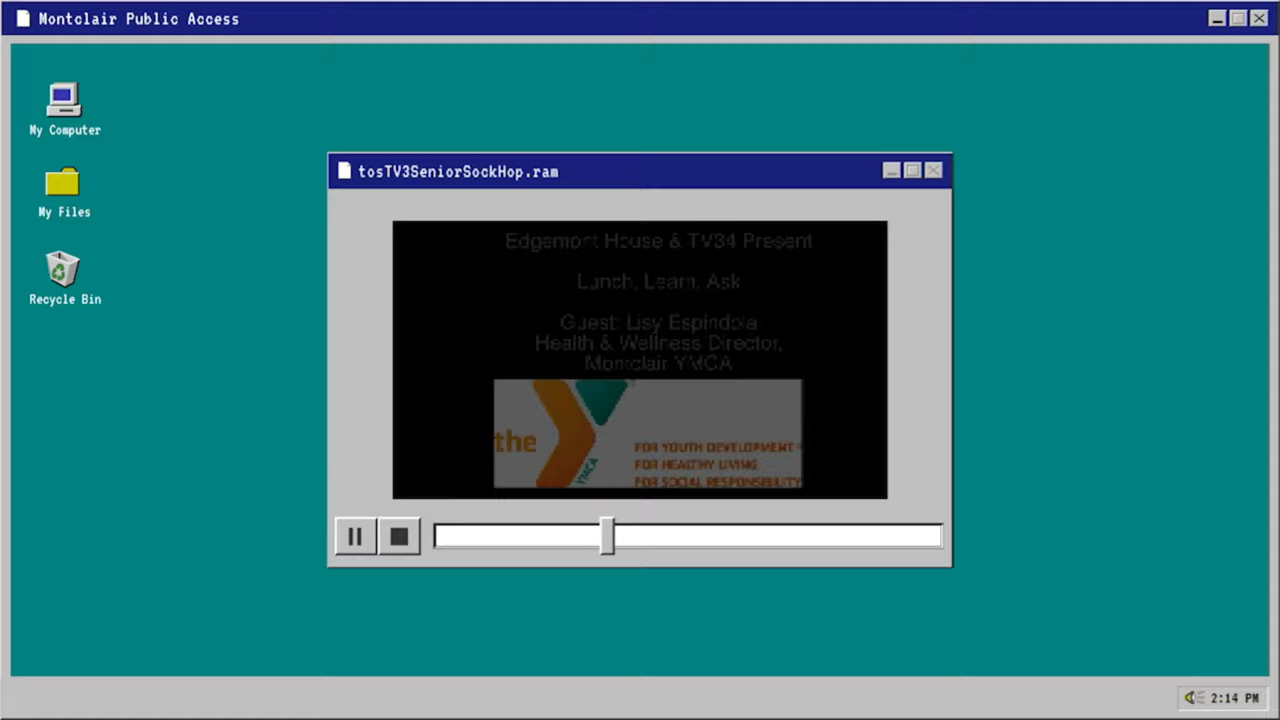 Montclair Public Access
My Computer
My Files
Recycle Bin
tosTV3SeniorSockHop.ram
Edgemont House & TV34 Present
Lunch, Learn, Ask
Guest: Lisy Espindola
Health & Wellness Director,
Montclair YMCA
the
YMCA
FOR YOUTH DEVELOPMENT®
FOR HEALTHY LIVING
FOR SOCIAL RESPONSIBILITY
2:14 PM